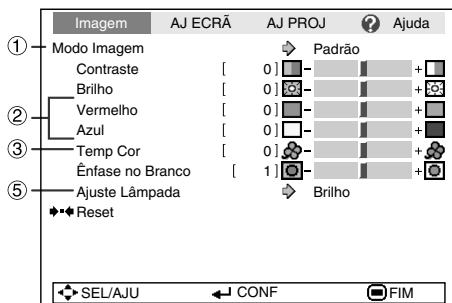 Imagem AJ ECRÃ AJ PROJ ? Ajuda
① Modo Imagem Padrão
Contraste [ 0 ] - +
Brilho [ 0 ] - +
② Vermelho [ 0 ] - +
Azul [ 0 ] - +
③ Temp Cor [ 0 ] - +
Ênfase no Branco [ 1 ] - +
⑤ Ajuste Lâmpada Brilho
Reset
SEL/AJU CONF FIM